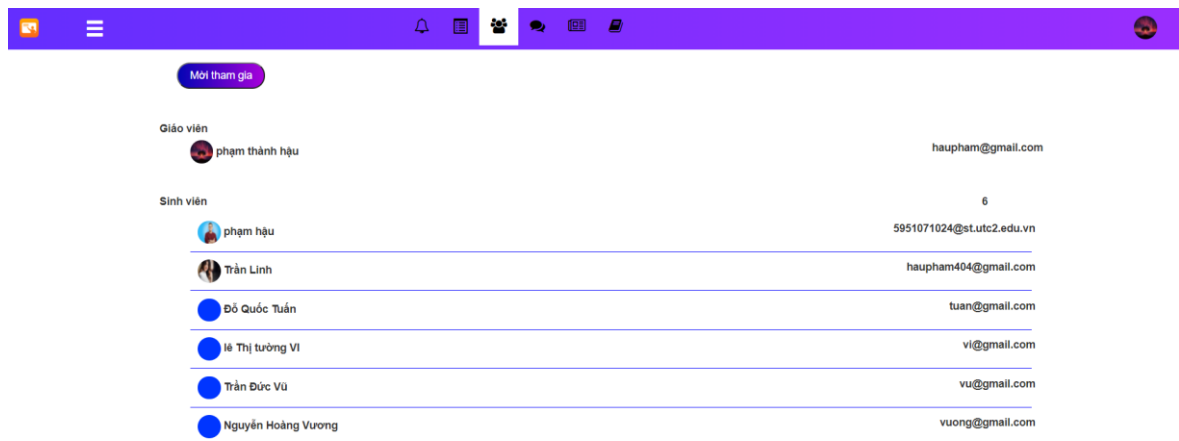 Mời tham gia
Giáo viên
phạm thành hậu haupham@gmail.com
Sinh viên 6
phạm hậu 5951071024@st.utc2.edu.vn
Trần Linh haupham404@gmail.com
Đỗ Quốc Tuấn tuan@gmail.com
lê Thị tường VI vi@gmail.com
Trần Đức Vũ vu@gmail.com
Nguyễn Hoàng Vương vuong@gmail.com